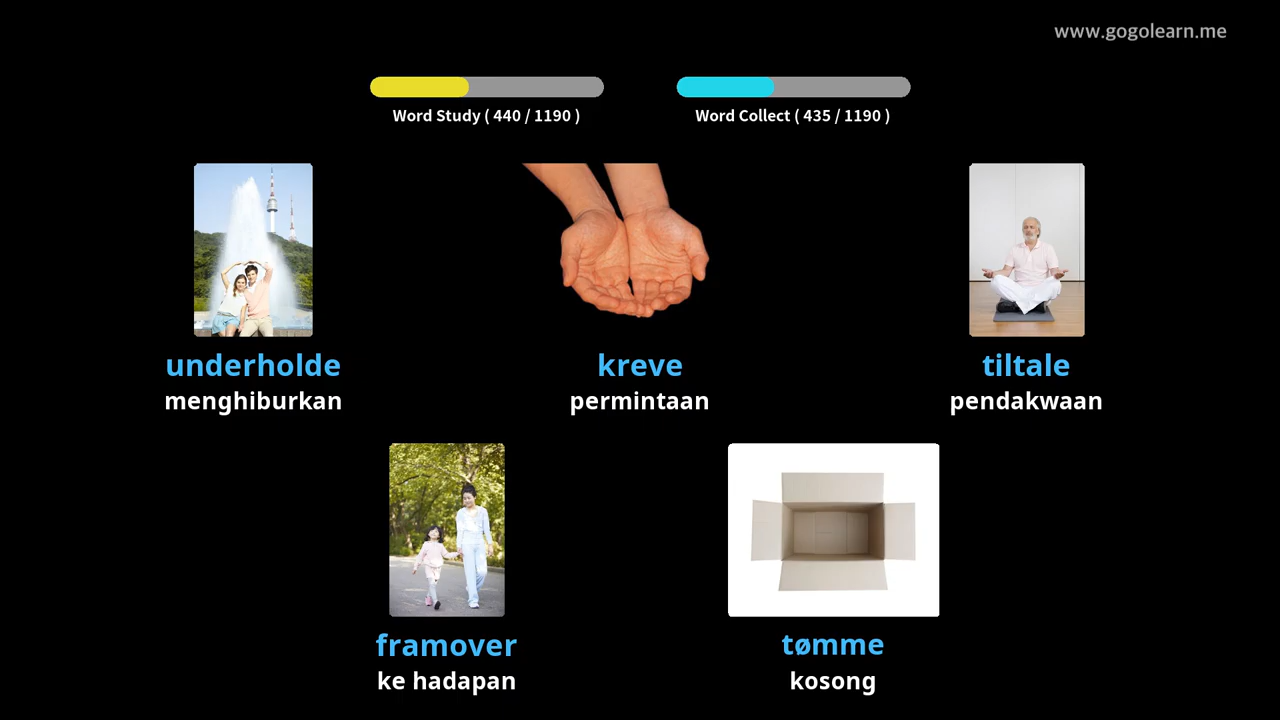 www.gogolearn.me
Word Study ( 440 / 1190 )
Word Collect ( 435 / 1190 )
underholde
menghiburkan
kreve
permintaan
tiltale
pendakwaan
framover
ke hadapan
tømme
kosong